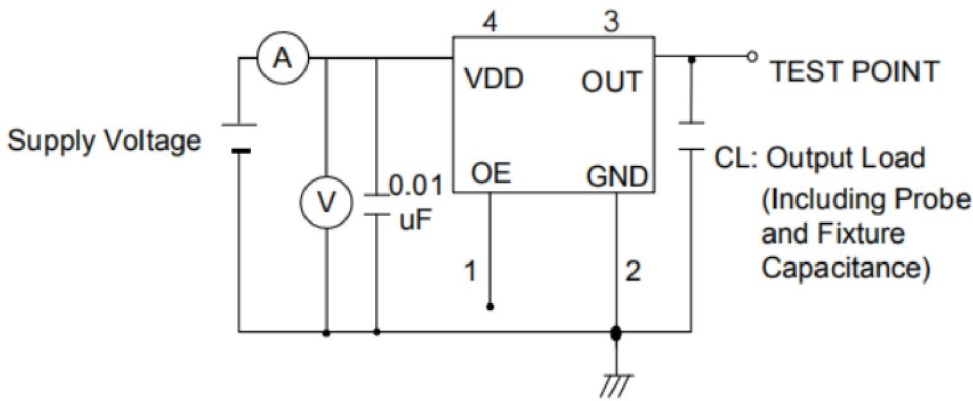 4 3
A
VDD OUT
TEST POINT
Supply Voltage
OE GND
CL: Output Load
(Including Probe
and Fixture
Capacitance)
V
0.01
uF
1 2